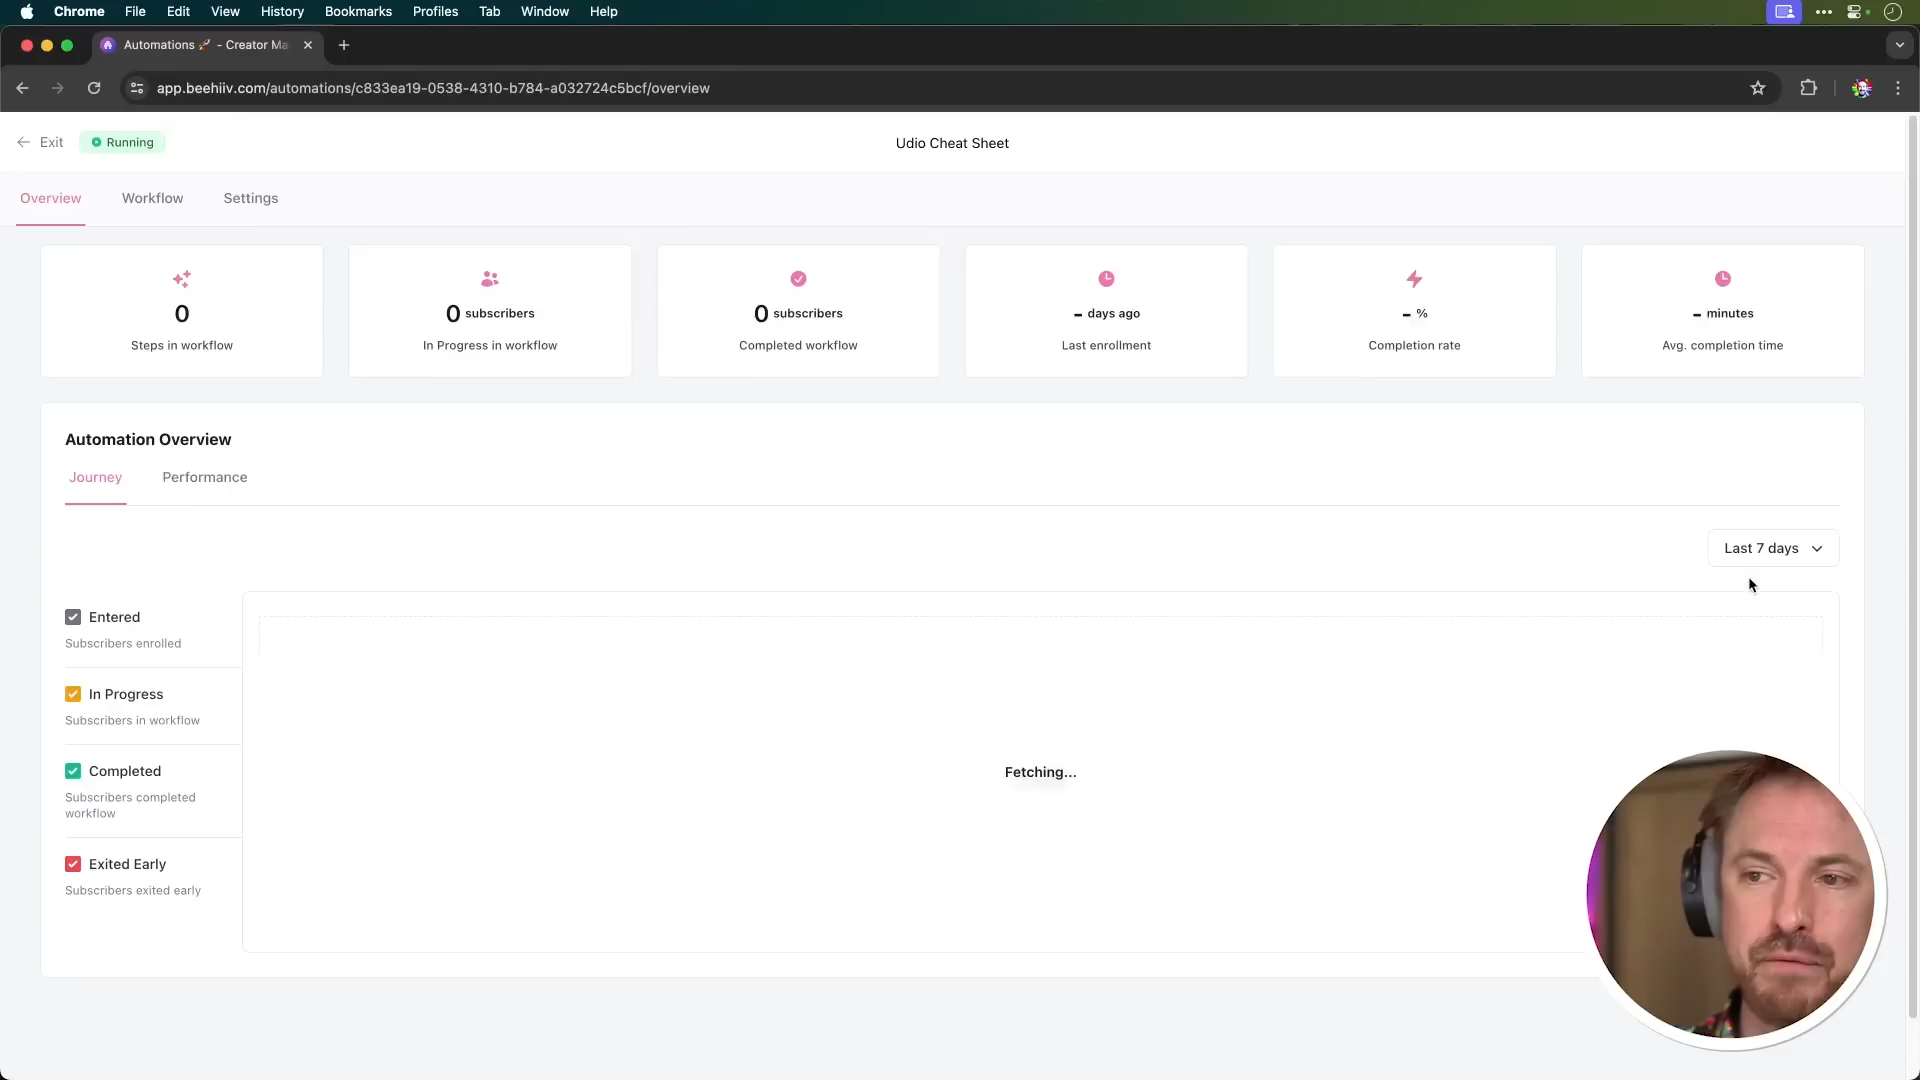 Chrome File Edit View History Bookmarks Profiles Tab Window Help
Automations 🚀 - Creator Ma
app.beehiiv.com/automations/c833ea19-0538-4310-b784-a032724c5bcf/overview
Exit Running Udio Cheat Sheet
Overview Workflow Settings
0 0 subscribers 0 subscribers – days ago – % – minutes
Steps in workflow In Progress in workflow Completed workflow Last enrollment Completion rate Avg. completion time
Automation Overview
Journey Performance
Last 7 days
Entered
Subscribers enrolled
In Progress
Subscribers in workflow
Fetching...
Completed
Subscribers completed
workflow
Exited Early
Subscribers exited early